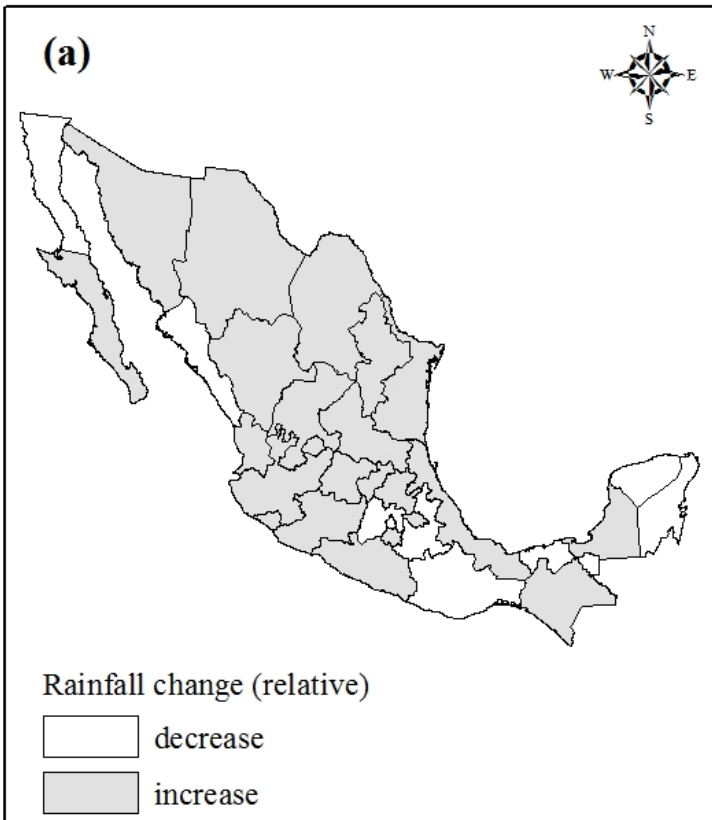 (a)
N
W E
S
Rainfall change (relative)
decrease
increase